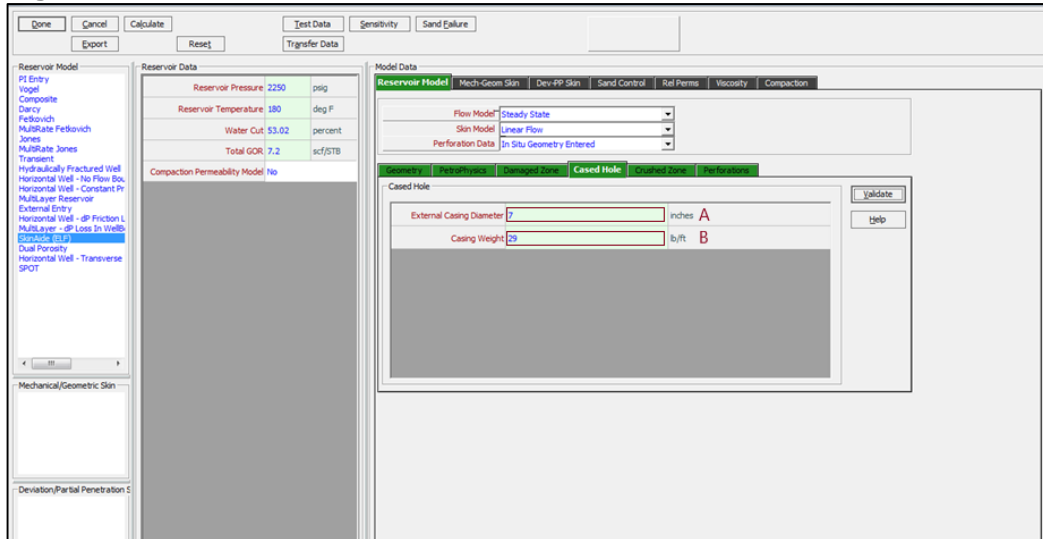 Done Cancel Calculate Test Data Sensitivity Sand Failure
Export Reset Transfer Data
Reservoir Model
PI Entry
Vogel
Composite
Darcy
Fetkovich
MultiRate Fetkovich
Jones
MultiRate Jones
Transient
Hydraulically Fractured Well
Horizontal Well - No Flow Bou
Horizontal Well - Constant Pr
MultiLayer Reservoir
External Entry
Horizontal Well - dP Friction L
MultiLayer - dP Loss In WellB
SkinAide (ELF)
Dual Porosity
Horizontal Well - Transverse
SPOT
Mechanical/Geometric Skin
Deviation/Partial Penetration S
Reservoir Data
Reservoir Pressure 2250 psig
Reservoir Temperature 180 deg F
Water Cut 53.02 percent
Total GOR 7.2 scf/STB
Compaction Permeability Model No
Model Data
Reservoir Model Mech-Geom Skin Dev-PP Skin Sand Control Rel Perms Viscosity Compaction
Flow Model Steady State
Skin Model Linear Flow
Perforation Data In Situ Geometry Entered
Geometry PetroPhysics Damaged Zone Cased Hole Crushed Zone Perforations
Cased Hole
External Casing Diameter 7 inches A
Casing Weight 29 lb/ft B
Validate
Help